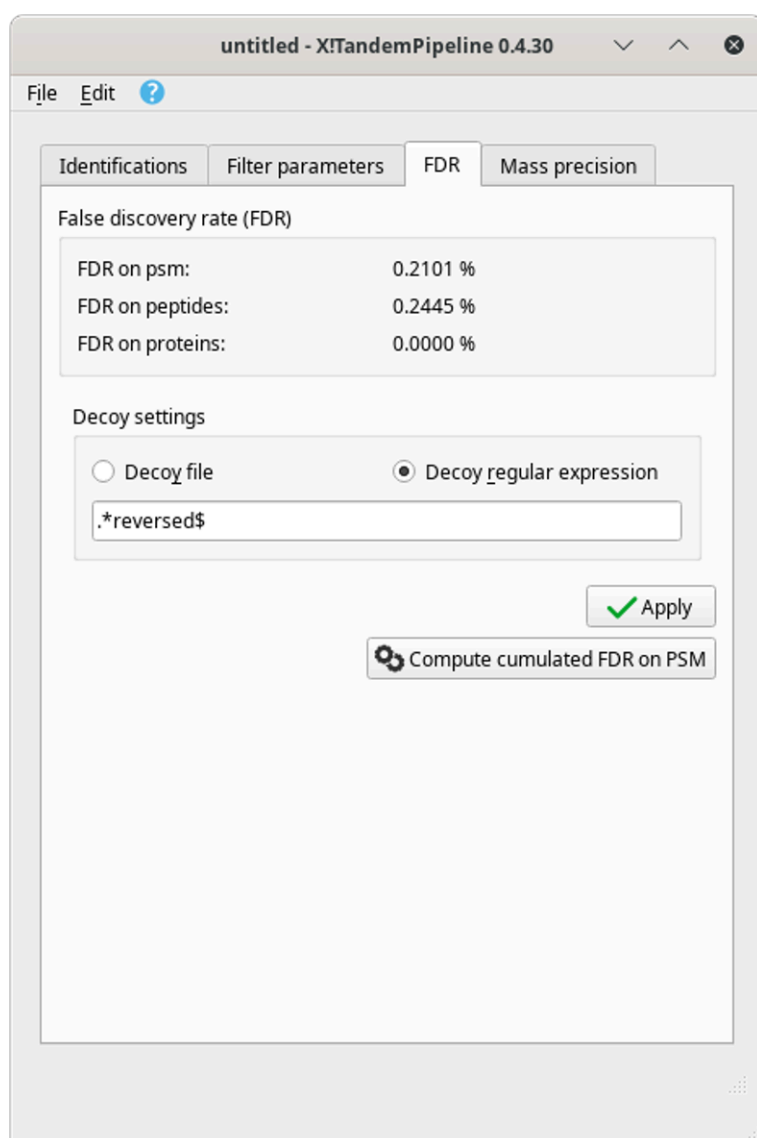 untitled - X!TandemPipeline 0.4.30
File Edit ?
Identifications Filter parameters FDR Mass precision
False discovery rate (FDR)
FDR on psm: 0.2101 %
FDR on peptides: 0.2445 %
FDR on proteins: 0.0000 %
Decoy settings
Decoy file Decoy regular expression
.*reversed$
Apply
Compute cumulated FDR on PSM